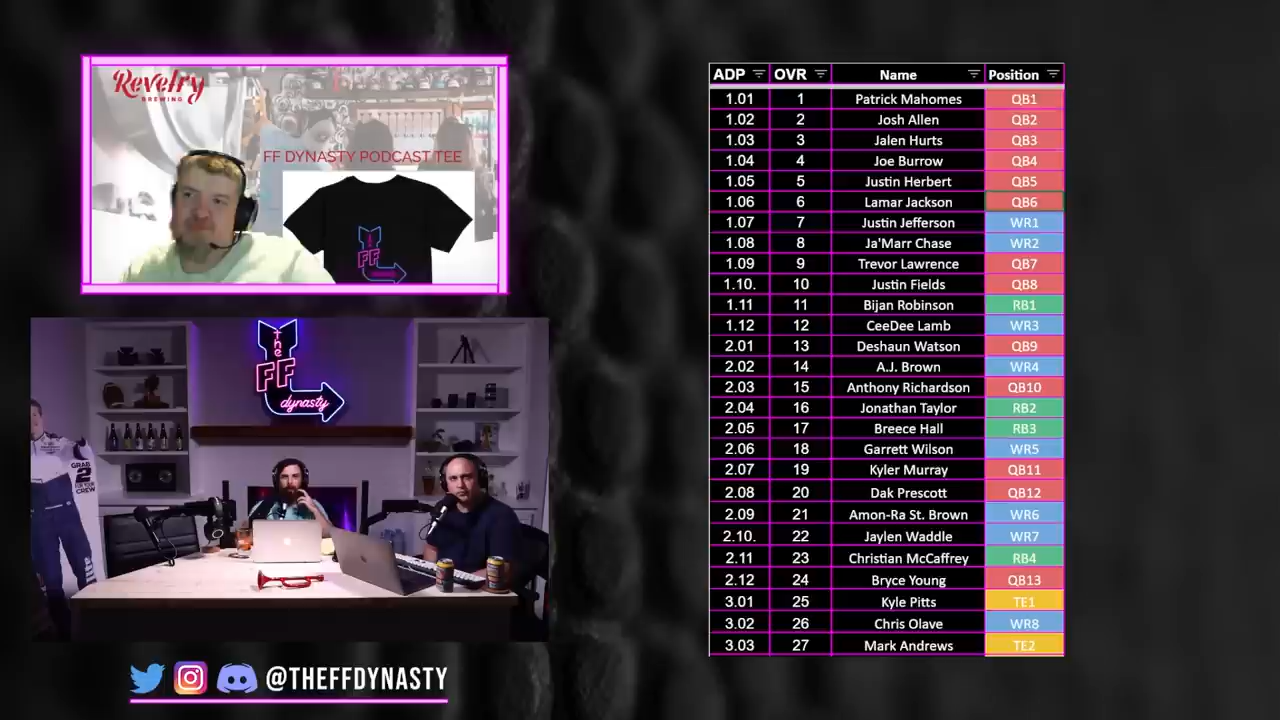 Revelry
BREWING
FF DYNASTY PODCAST TEE
the
FF
the
FF
dynasty
GRAB
2
FOR YOUR
CREW
@THEFFDYNASTY
ADP OVR Name Position
1.01 1 Patrick Mahomes QB1
1.02 2 Josh Allen QB2
1.03 3 Jalen Hurts QB3
1.04 4 Joe Burrow QB4
1.05 5 Justin Herbert QB5
1.06 6 Lamar Jackson QB6
1.07 7 Justin Jefferson WR1
1.08 8 Ja'Marr Chase WR2
1.09 9 Trevor Lawrence QB7
1.10. 10 Justin Fields QB8
1.11 11 Bijan Robinson RB1
1.12 12 CeeDee Lamb WR3
2.01 13 Deshaun Watson QB9
2.02 14 A.J. Brown WR4
2.03 15 Anthony Richardson QB10
2.04 16 Jonathan Taylor RB2
2.05 17 Breece Hall RB3
2.06 18 Garrett Wilson WR5
2.07 19 Kyler Murray QB11
2.08 20 Dak Prescott QB12
2.09 21 Amon-Ra St. Brown WR6
2.10. 22 Jaylen Waddle WR7
2.11 23 Christian McCaffrey RB4
2.12 24 Bryce Young QB13
3.01 25 Kyle Pitts TE1
3.02 26 Chris Olave WR8
3.03 27 Mark Andrews TE2